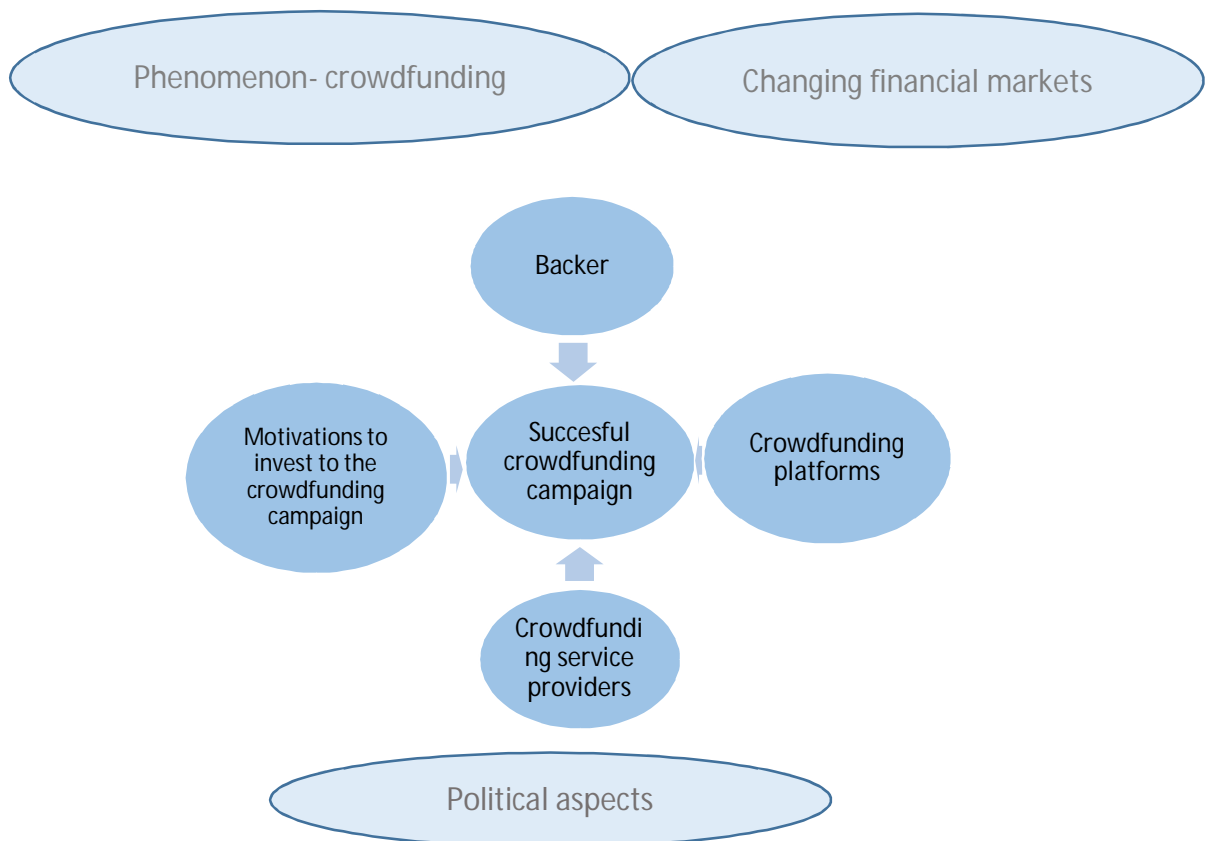 Phenomenon- crowdfunding
Changing financial markets
Backer
Motivations to
invest to the
crowdfunding
campaign
Succesful
crowdfunding
campaign
Crowdfunding
platforms
Crowdfundi
ng service
providers
Political aspects